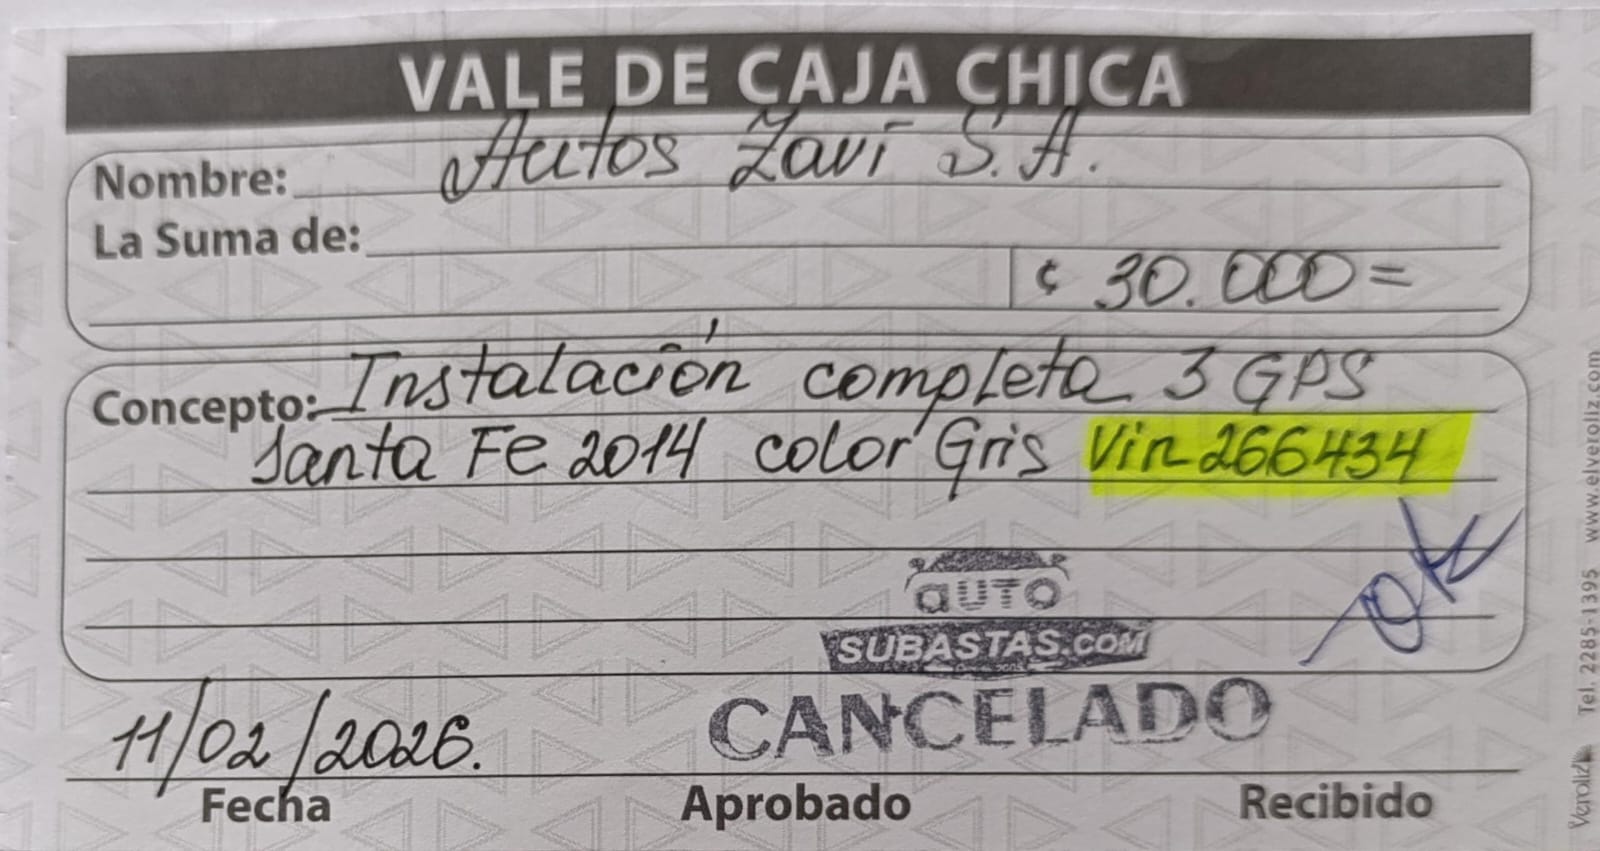 VALE DE CAJA CHICA
Nombre: Autos Zavi S.A.
La Suma de:
¢ 30.000=
Concepto: Instalación completa 3 GPS
Santa Fe 2014 color Gris Vin 266434
OK
AUTO
SUBASTAS.COM
CANCELADO
11/02/2026.
Fecha Aprobado Recibido
Veroliz Tel. 2285-1395 www.elveroliz.com